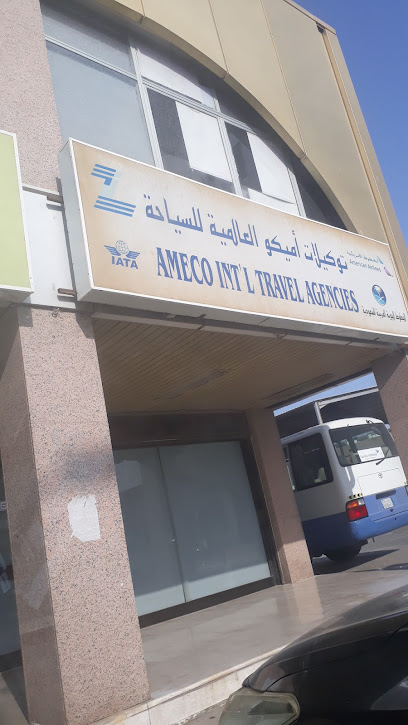 توكيلات أميكو العالمية للسياحة
IATA
AMECO INT'L TRAVEL AGENCIES